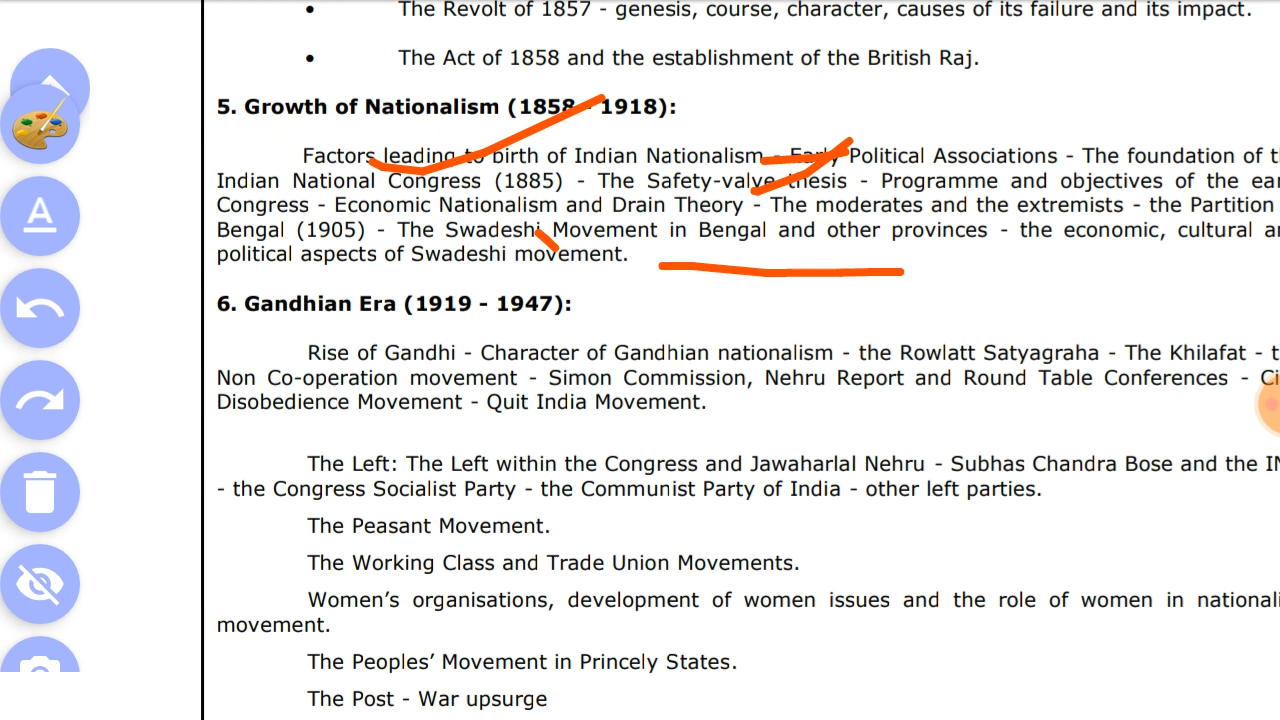 • The Revolt of 1857 - genesis, course, character, causes of its failure and its impact.
• The Act of 1858 and the establishment of the British Raj.
5. Growth of Nationalism (1858 - 1918):
Factors leading to birth of Indian Nationalism - Early Political Associations - The foundation of
Indian National Congress (1885) - The Safety-valve thesis - Programme and objectives of the
Congress - Economic Nationalism and Drain Theory - The moderates and the extremists - the Partition
Bengal (1905) - The Swadeshi Movement in Bengal and other provinces - the economic, cultural
political aspects of Swadeshi movement.
6. Gandhian Era (1919 - 1947):
Rise of Gandhi - Character of Gandhian nationalism - the Rowlatt Satyagraha - The Khilafat -
Non Co-operation movement - Simon Commission, Nehru Report and Round Table Conferences -
Disobedience Movement - Quit India Movement.
The Left: The Left within the Congress and Jawaharlal Nehru - Subhas Chandra Bose and the
- the Congress Socialist Party - the Communist Party of India - other left parties.
The Peasant Movement.
The Working Class and Trade Union Movements.
Women's organisations, development of women issues and the role of women in
movement.
The Peoples' Movement in Princely States.
The Post - War upsurge
A